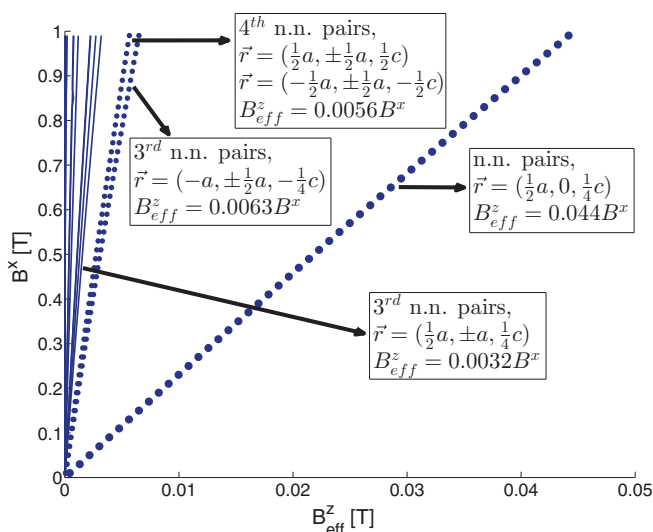 4th n.n. pairs,
r⃗ = (½a, ±½a, ½c)
r⃗ = (−½a, ±½a, −½c)
B^z_eff = 0.0056B^x
3rd n.n. pairs,
r⃗ = (−a, ±½a, −¼c)
B^z_eff = 0.0063B^x
n.n. pairs,
r⃗ = (½a, 0, ¼c)
B^z_eff = 0.044B^x
3rd n.n. pairs,
r⃗ = (½a, ±a, ¼c)
B^z_eff = 0.0032B^x
B^x [T]
1
0.9
0.8
0.7
0.6
0.5
0.4
0.3
0.2
0.1
0
0 0.01 0.02 0.03 0.04 0.05
B^z_eff [T]